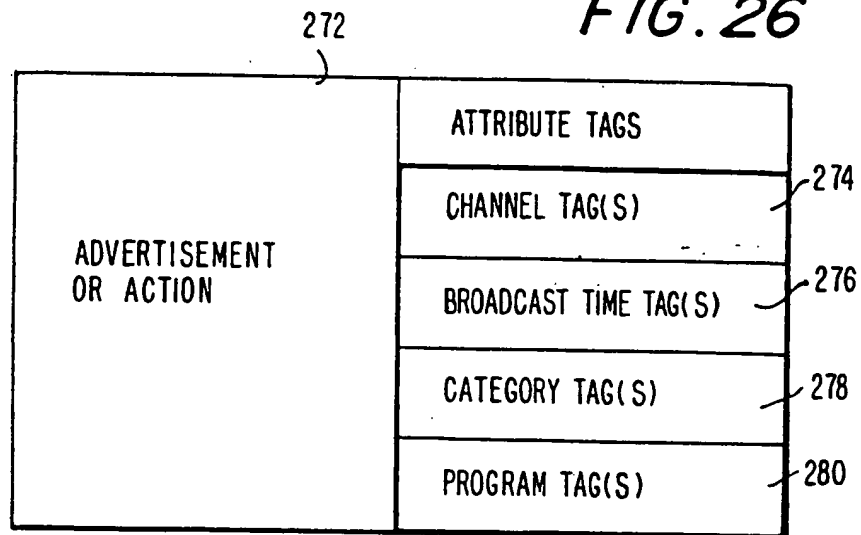 FIG. 26
272
ATTRIBUTE TAGS
CHANNEL TAG(S)
274
ADVERTISEMENT
OR ACTION
BROADCAST TIME TAG(S)
276
CATEGORY TAG(S)
278
PROGRAM TAG(S)
280